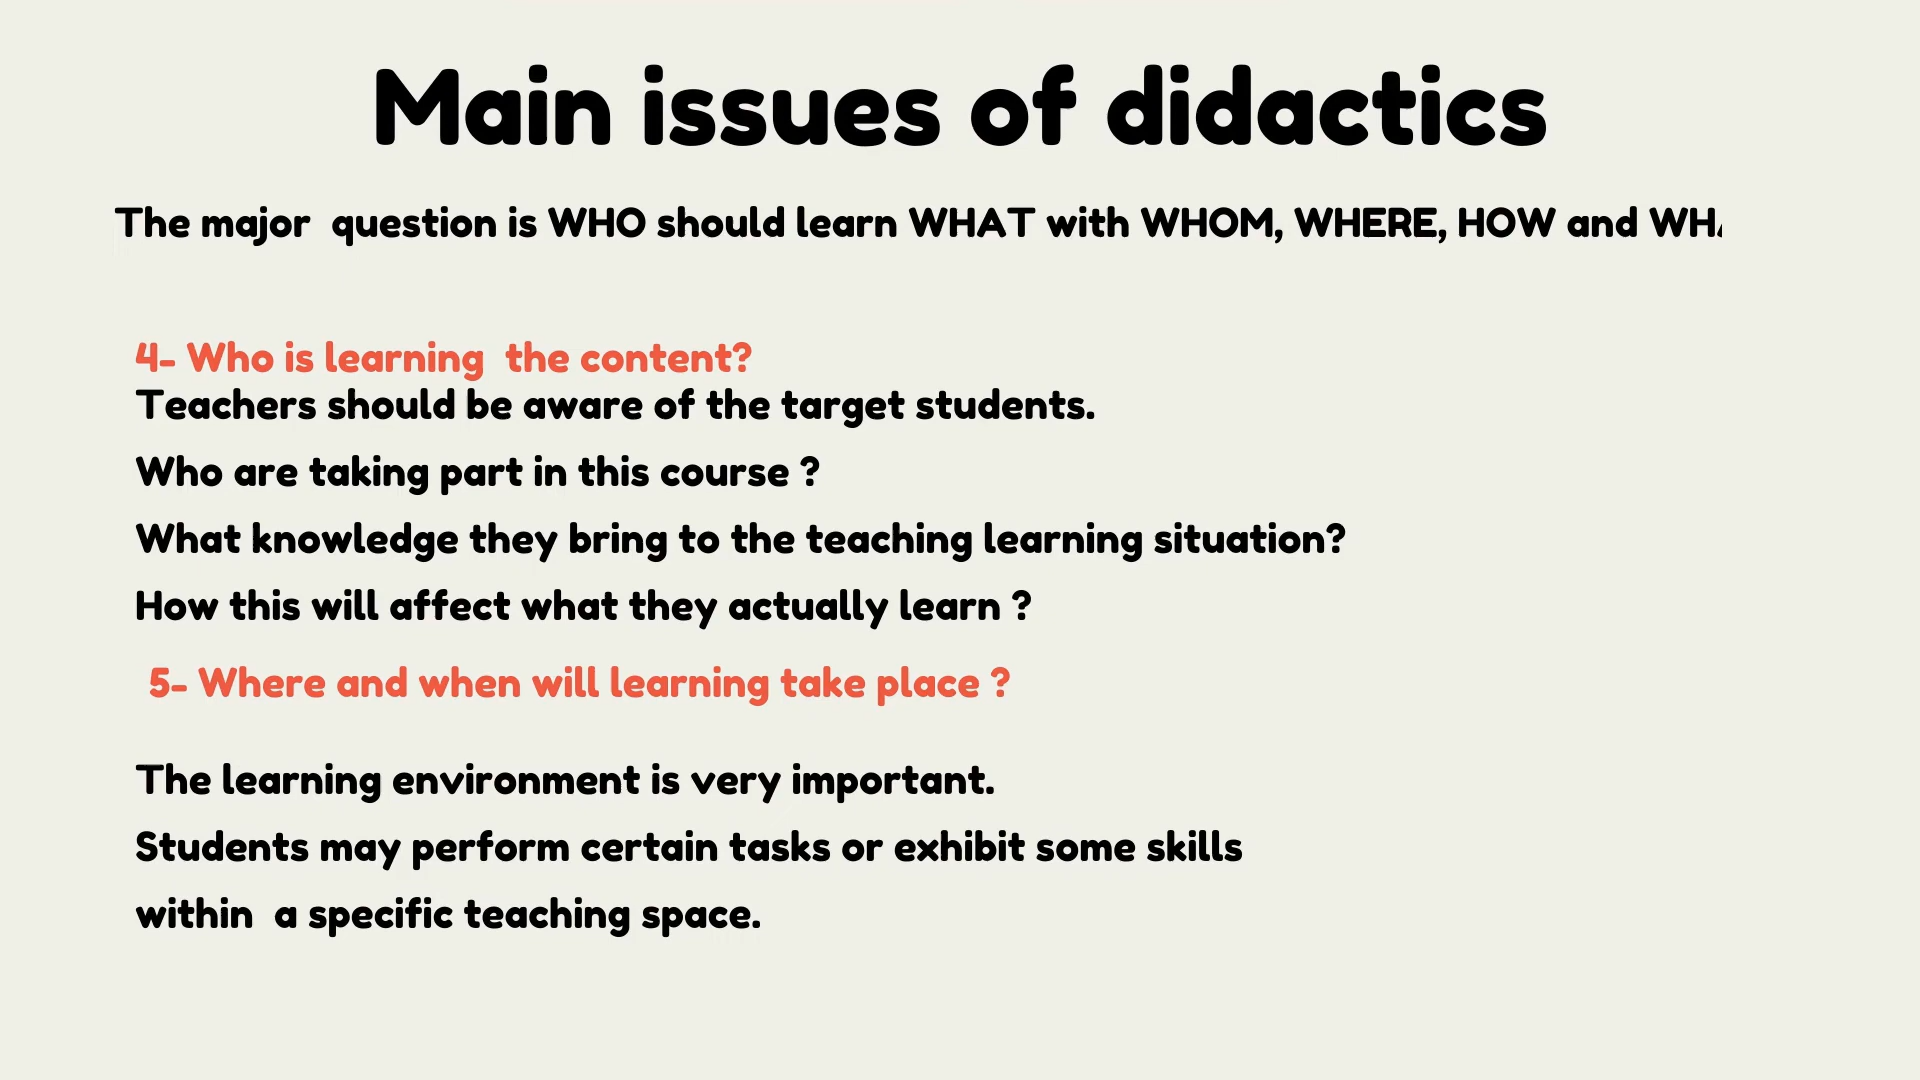 Main issues of didactics
The major question is WHO should learn WHAT with WHOM, WHERE, HOW and
4- Who is learning the content?
Teachers should be aware of the target students.
Who are taking part in this course ?
What knowledge they bring to the teaching learning situation?
How this will affect what they actually learn ?
5- Where and when will learning take place ?
The learning environment is very important.
Students may perform certain tasks or exhibit some skills
within a specific teaching space.